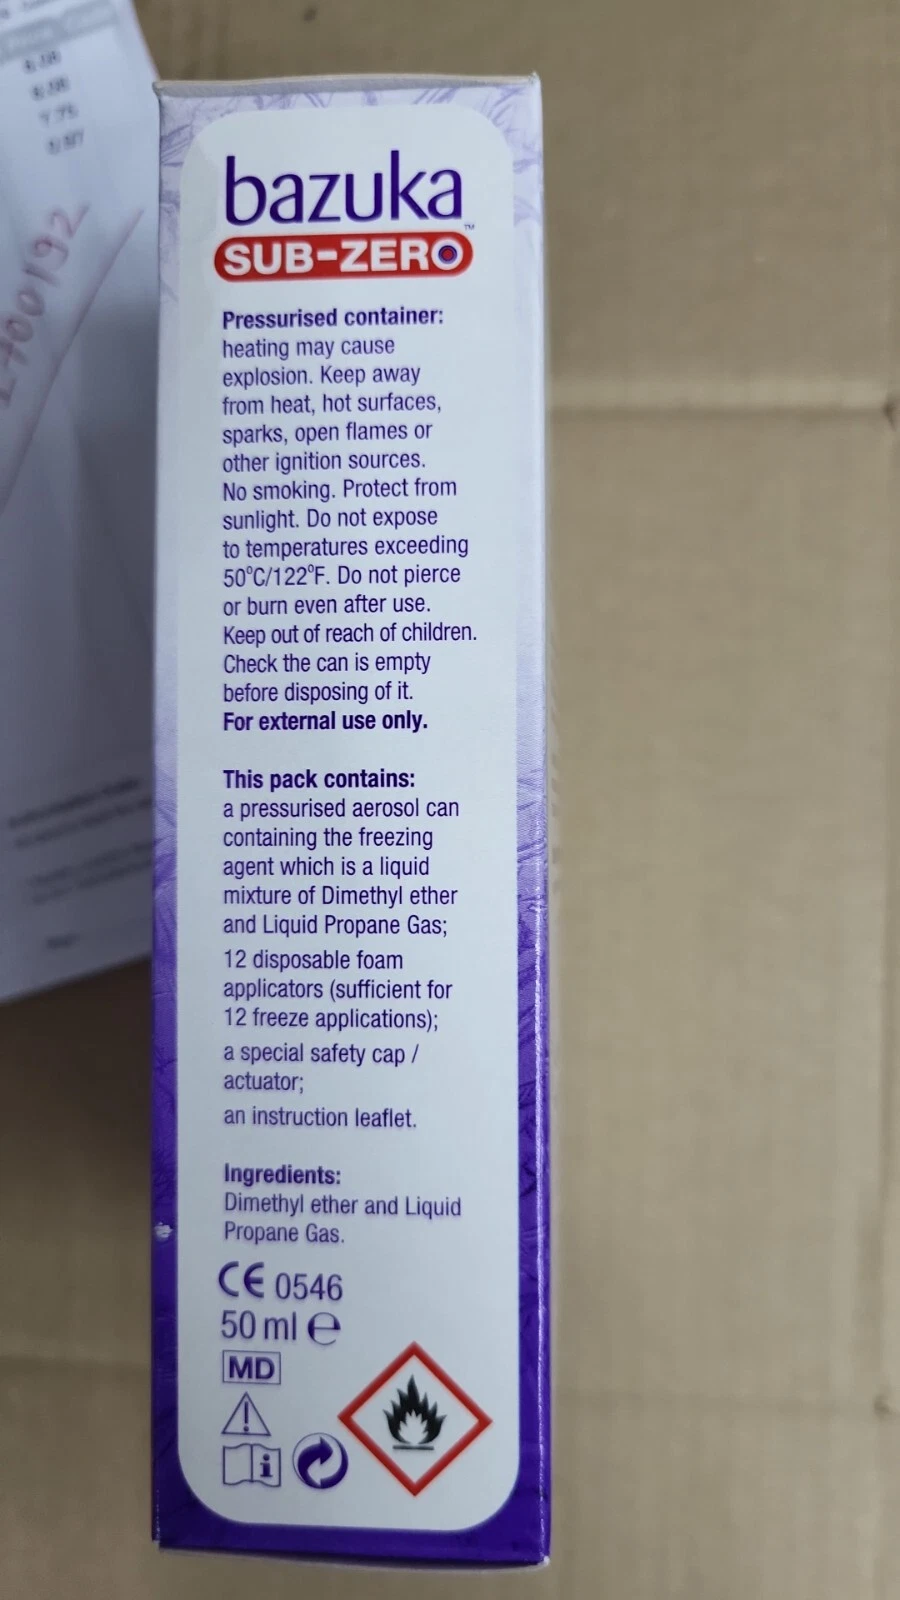 2400192
bazuka
SUB-ZERO™
Pressurised container:
heating may cause
explosion. Keep away
from heat, hot surfaces,
sparks, open flames or
other ignition sources.
No smoking. Protect from
sunlight. Do not expose
to temperatures exceeding
50°C/122°F. Do not pierce
or burn even after use.
Keep out of reach of children.
Check the can is empty
before disposing of it.
For external use only.
This pack contains:
a pressurised aerosol can
containing the freezing
agent which is a liquid
mixture of Dimethyl ether
and Liquid Propane Gas;
12 disposable foam
applicators (sufficient for
12 freeze applications);
a special safety cap /
actuator;
an instruction leaflet.
Ingredients:
Dimethyl ether and Liquid
Propane Gas.
CE 0546
50 ml ℮
MD